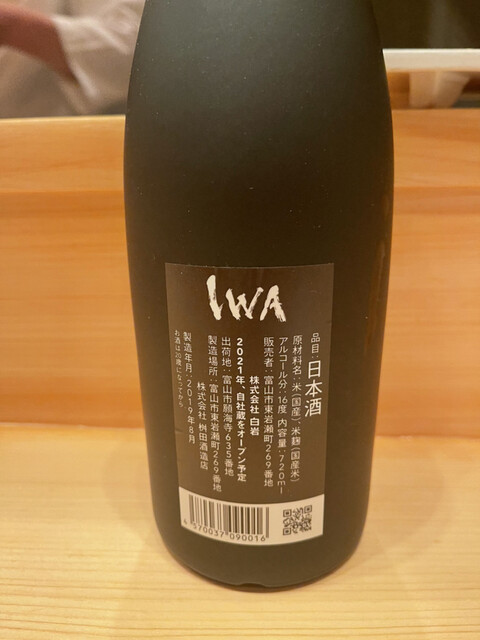 IWA
品目:日本酒
原材料名:米(国産)、米麹(国産米)
アルコール分:16度 内容量:720ml
販売者:富山市東岩瀬町269番地
株式会社 白岩
2021年、自社蔵をオープン予定
出荷地:富山市願海寺635番地
製造場所:富山市東岩瀬町269番地
株式会社 桝田酒造店
製造年月:2019年8月
お酒は20歳になってから
4570037090016